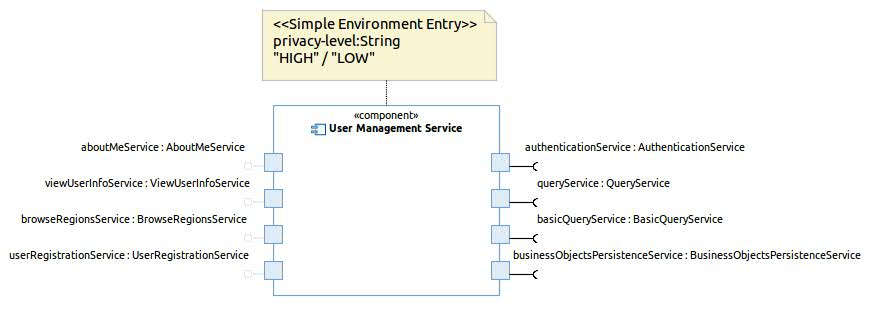 <<Simple Environment Entry>>
privacy-level:String
"HIGH" / "LOW"
«component»
User Management Service
aboutMeService : AboutMeService
viewUserInfoService : ViewUserInfoService
browseRegionsService : BrowseRegionsService
userRegistrationService : UserRegistrationService
authenticationService : AuthenticationService
queryService : QueryService
basicQueryService : BasicQueryService
businessObjectsPersistenceService : BusinessObjectsPersistenceService